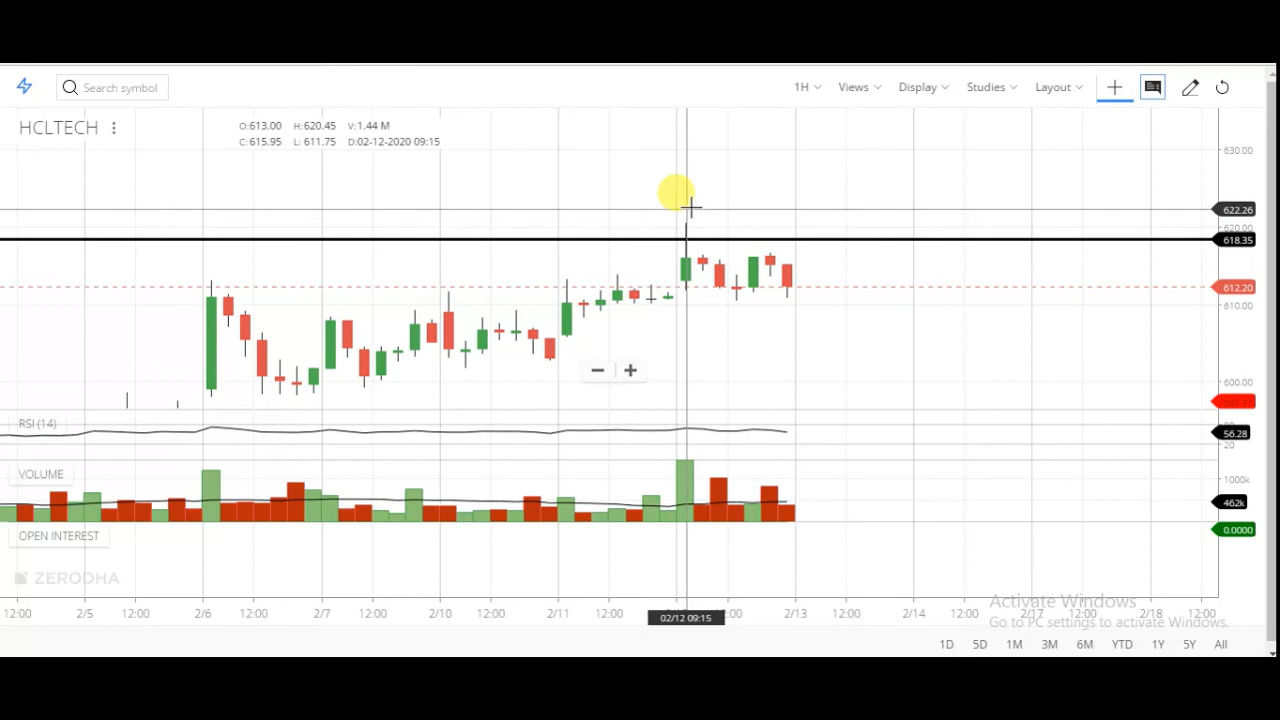 Search symbol
1H Views Display Studies Layout
HCLTECH
O:613.00 H:620.45 V:1.44 M
C:615.95 L: 611.75 D:02-12-2020 09:15
630.00
622.26
620.00
618.35
612.20
610.00
600.00
RSI (14)
56.28
20
VOLUME
1000k
462k
OPEN INTEREST
0.0000
ZERODHA
Activate Windows
12:00 2/5 12:00 2/6 12:00 2/7 12:00 2/10 12:00 2/11 12:00 2/13 12:00 2/14 12:00 2/17 12:00 2/18 12:00
02/12 09:15
Go to PC settings to activate Windows.
1D 5D 1M 3M 6M YTD 1Y 5Y All